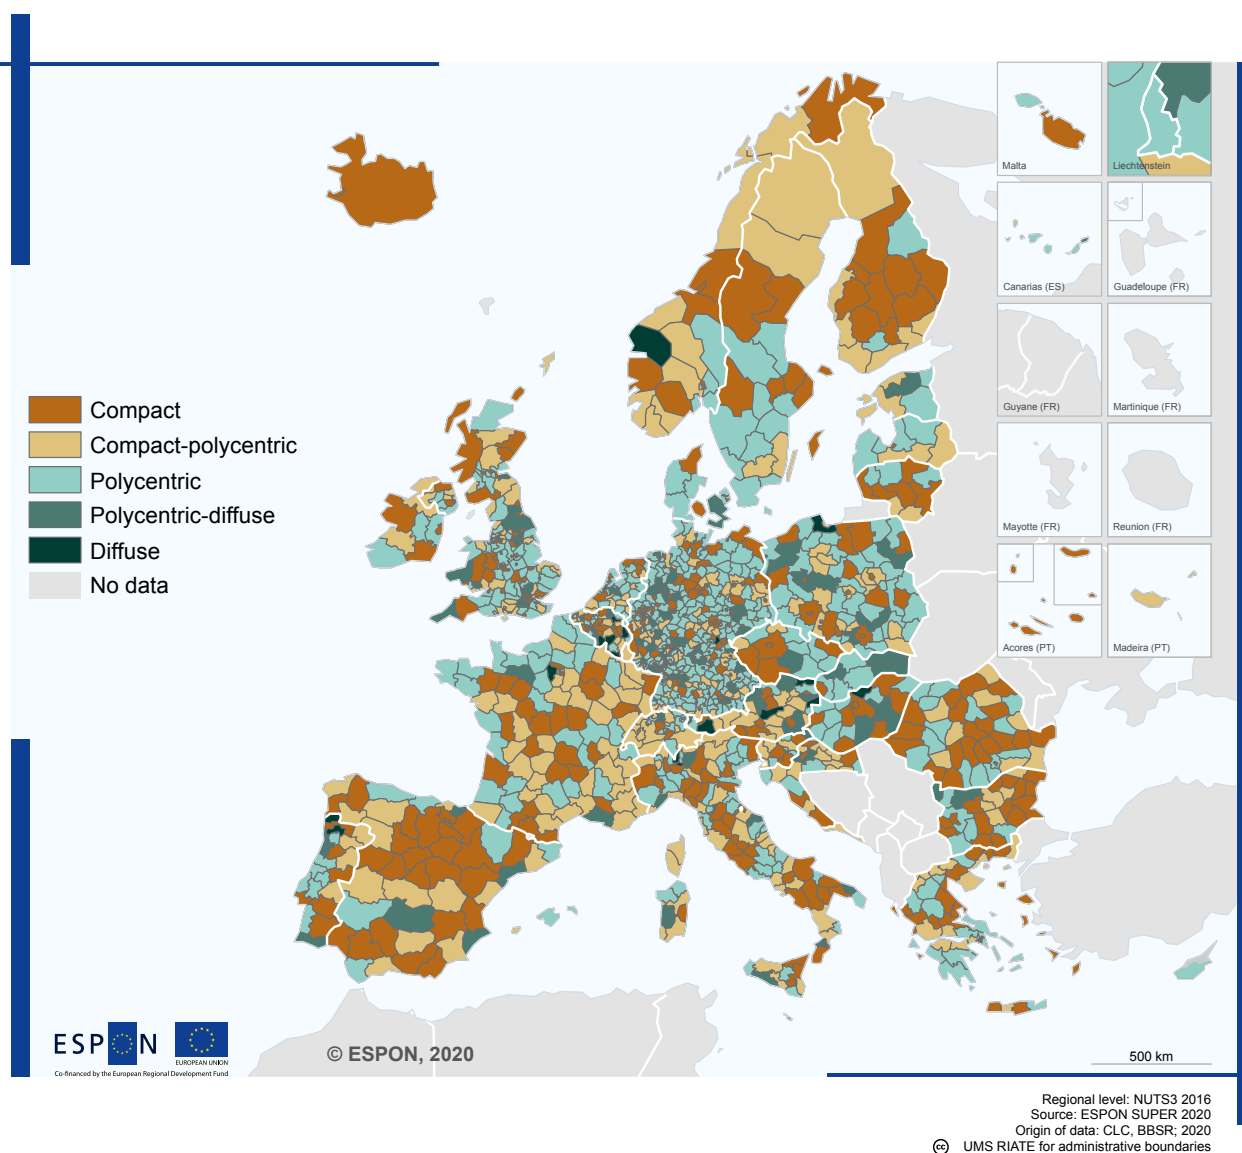 Malta
Liechtenstein
Canarias (ES)
Guadeloupe (FR)
Guyane (FR)
Martinique (FR)
Mayotte (FR)
Reunion (FR)
Acores (PT)
Madeira (PT)
Compact
Compact-polycentric
Polycentric
Polycentric-diffuse
Diffuse
No data
ESPON
EUROPEAN UNION
Co-financed by the European Regional Development Fund
© ESPON, 2020
500 km
Regional level: NUTS3 2016
Source: ESPON SUPER 2020
Origin of data: CLC, BBSR; 2020
(cc) UMS RIATE for administrative boundaries